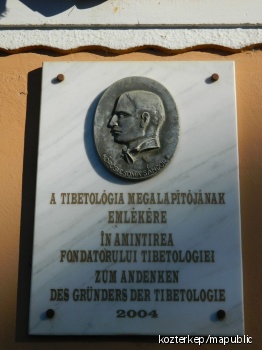 KŐRÖSI CSOMA SÁNDOR
A TIBETOLÓGIA MEGALAPÍTÓJÁNAK
EMLÉKÉRE
ÎN AMINTIREA
FONDATORULUI TIBETOLOGIEI
ZUM ANDENKEN
DES GRÜNDERS DER TIBETOLOGIE
2004
kozterkep/mapublic